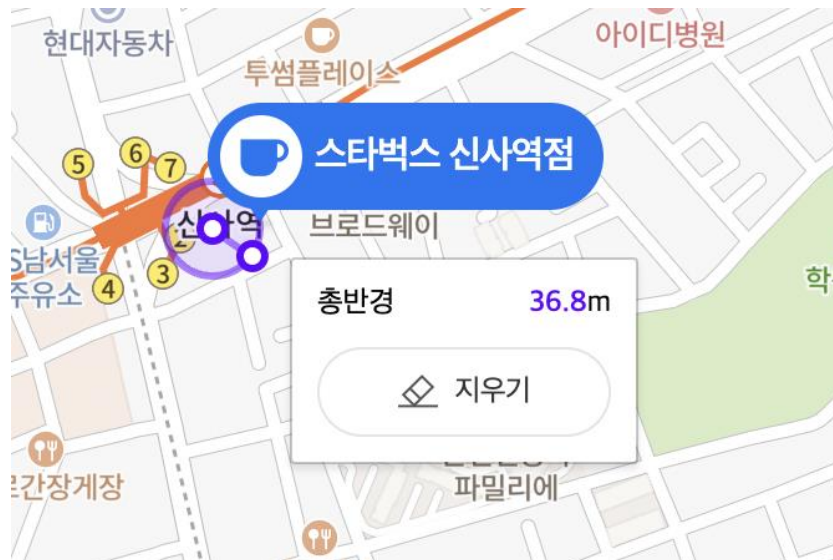 현대자동차
투썸플레이스
아이디병원
스타벅스 신사역점
5
6
7
신사역
2
브로드웨이
S남서울
주유소
4
3
학
총반경
36.8m
지우기
간장게장
파밀리에